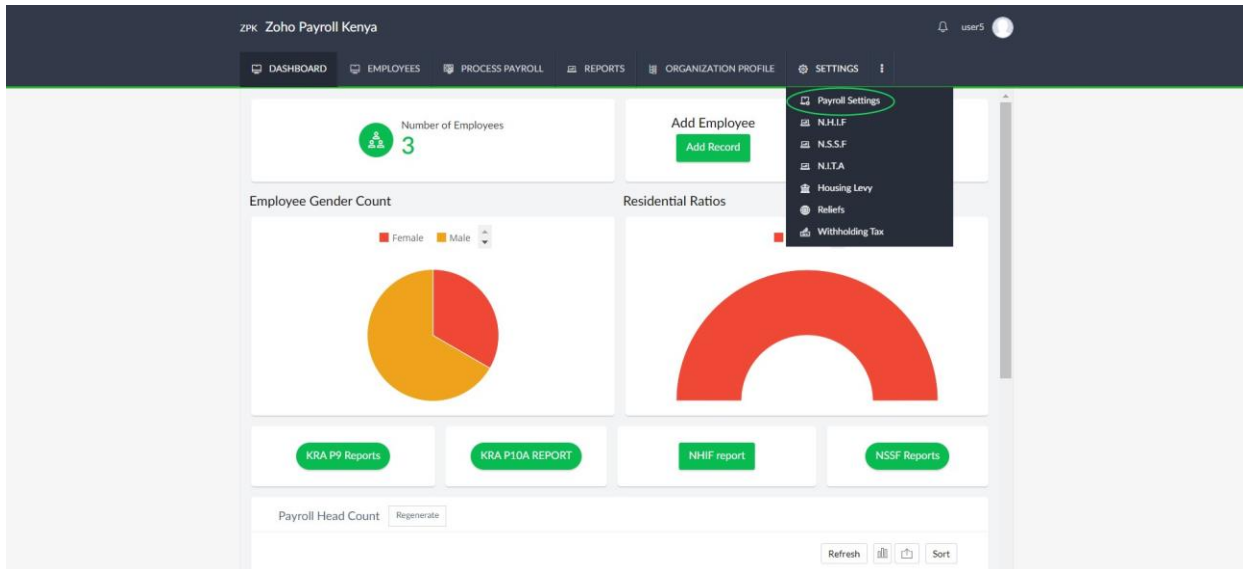 ZPK Zoho Payroll Kenya
user5
DASHBOARD EMPLOYEES PROCESS PAYROLL REPORTS ORGANIZATION PROFILE SETTINGS
Payroll Settings
N.H.I.F
N.S.S.F
N.I.T.A
Housing Levy
Reliefs
Withholding Tax
Number of Employees
3
Add Employee
Add Record
Employee Gender Count
Residential Ratios
Female Male
KRA P9 Reports
KRA P10A REPORT
NHIF report
NSSF Reports
Payroll Head Count Regenerate
Refresh Sort